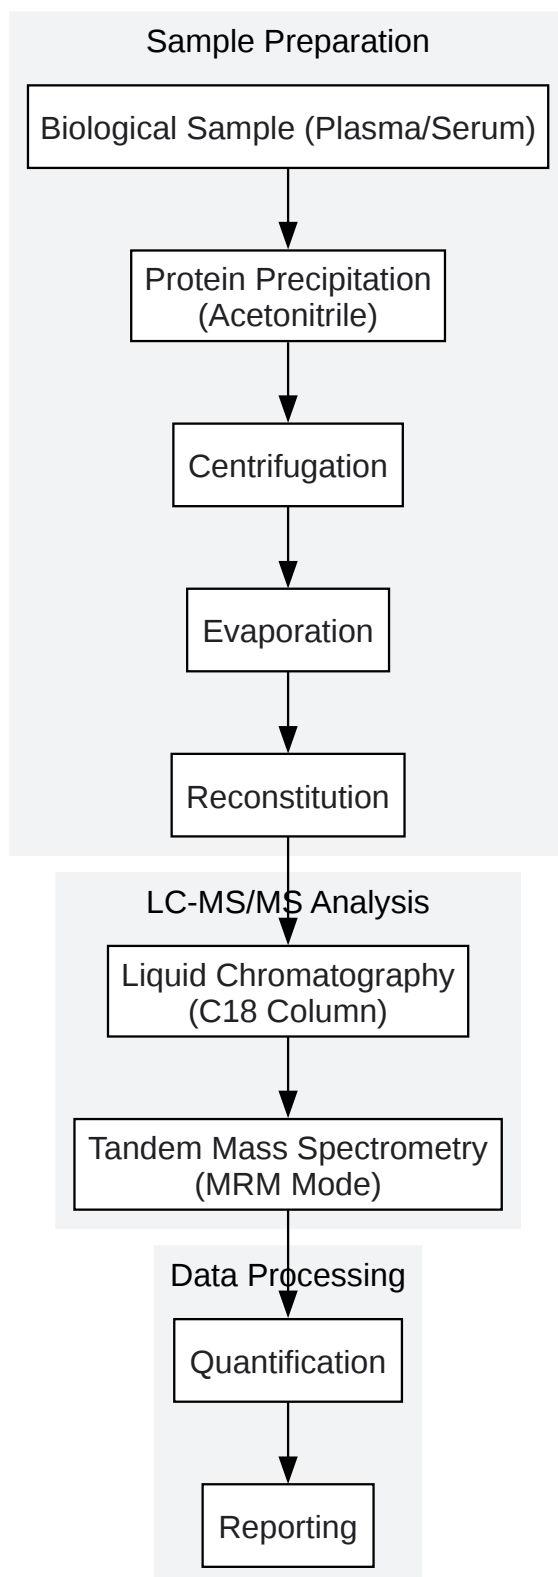 Sample Preparation
Biological Sample (Plasma/Serum)
Protein Precipitation
(Acetonitrile)
Centrifugation
Evaporation
Reconstitution
LC-MS/MS Analysis
Liquid Chromatography
(C18 Column)
Tandem Mass Spectrometry
(MRM Mode)
Data Processing
Quantification
Reporting